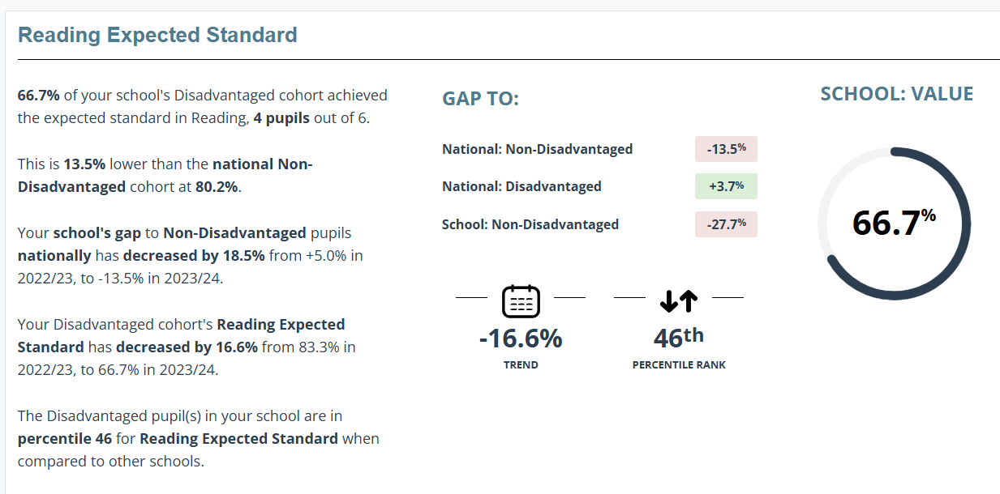 Reading Expected Standard
66.7% of your school's Disadvantaged cohort achieved
the expected standard in Reading, 4 pupils out of 6.
This is 13.5% lower than the national Non-
Disadvantaged cohort at 80.2%.
Your school's gap to Non-Disadvantaged pupils
nationally has decreased by 18.5% from +5.0% in
2022/23, to -13.5% in 2023/24.
Your Disadvantaged cohort's Reading Expected
Standard has decreased by 16.6% from 83.3% in
2022/23, to 66.7% in 2023/24.
The Disadvantaged pupil(s) in your school are in
percentile 46 for Reading Expected Standard when
compared to other schools.
GAP TO:
National: Non-Disadvantaged -13.5%
National: Disadvantaged +3.7%
School: Non-Disadvantaged -27.7%
-16.6%
TREND
46th
PERCENTILE RANK
SCHOOL: VALUE
66.7%